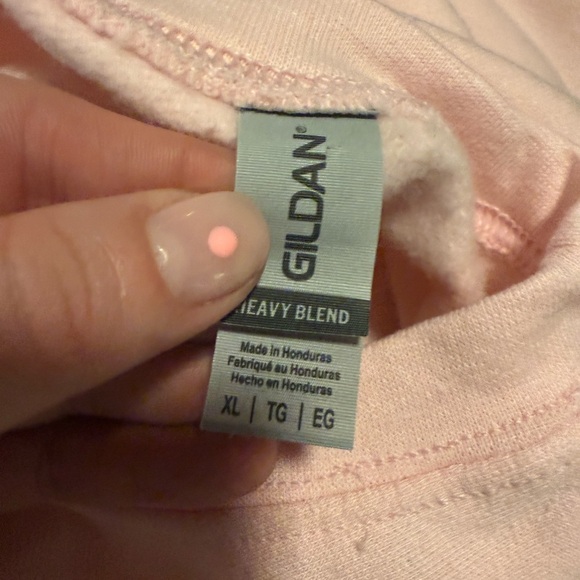 GILDAN®
HEAVY BLEND
Made in Honduras
Fabriqué au Honduras
Hecho en Honduras
XL | TG | EG